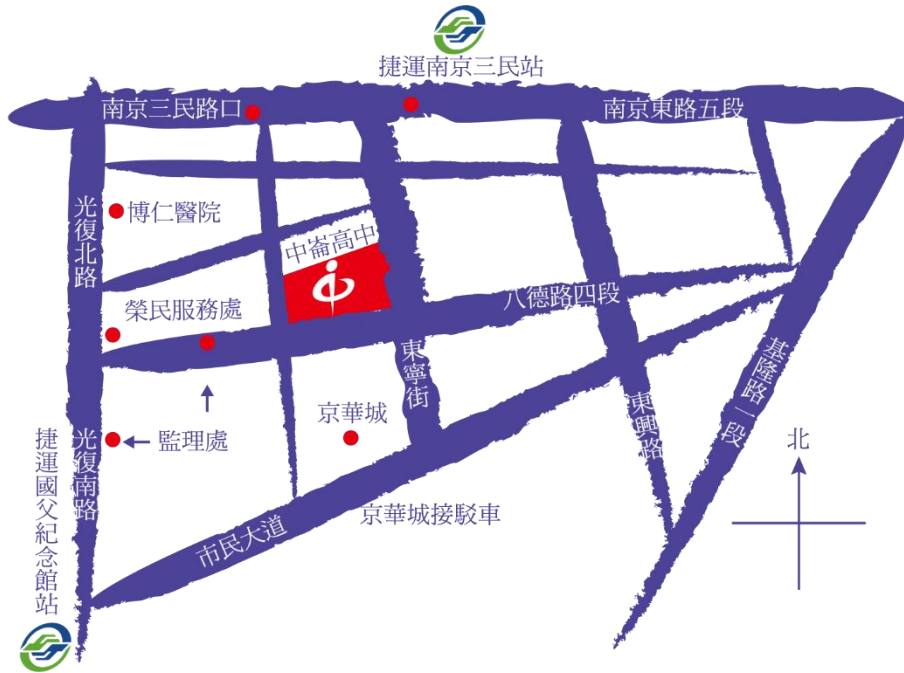 捷運南京三民站
南京三民路口
南京東路五段
光復北路
博仁醫院
中崙高中
榮民服務處
八德路四段
東寧街
京華城
監理處
光復南路
捷運國父紀念館站
市民大道
京華城接駁車
東興路
基隆路一段
北